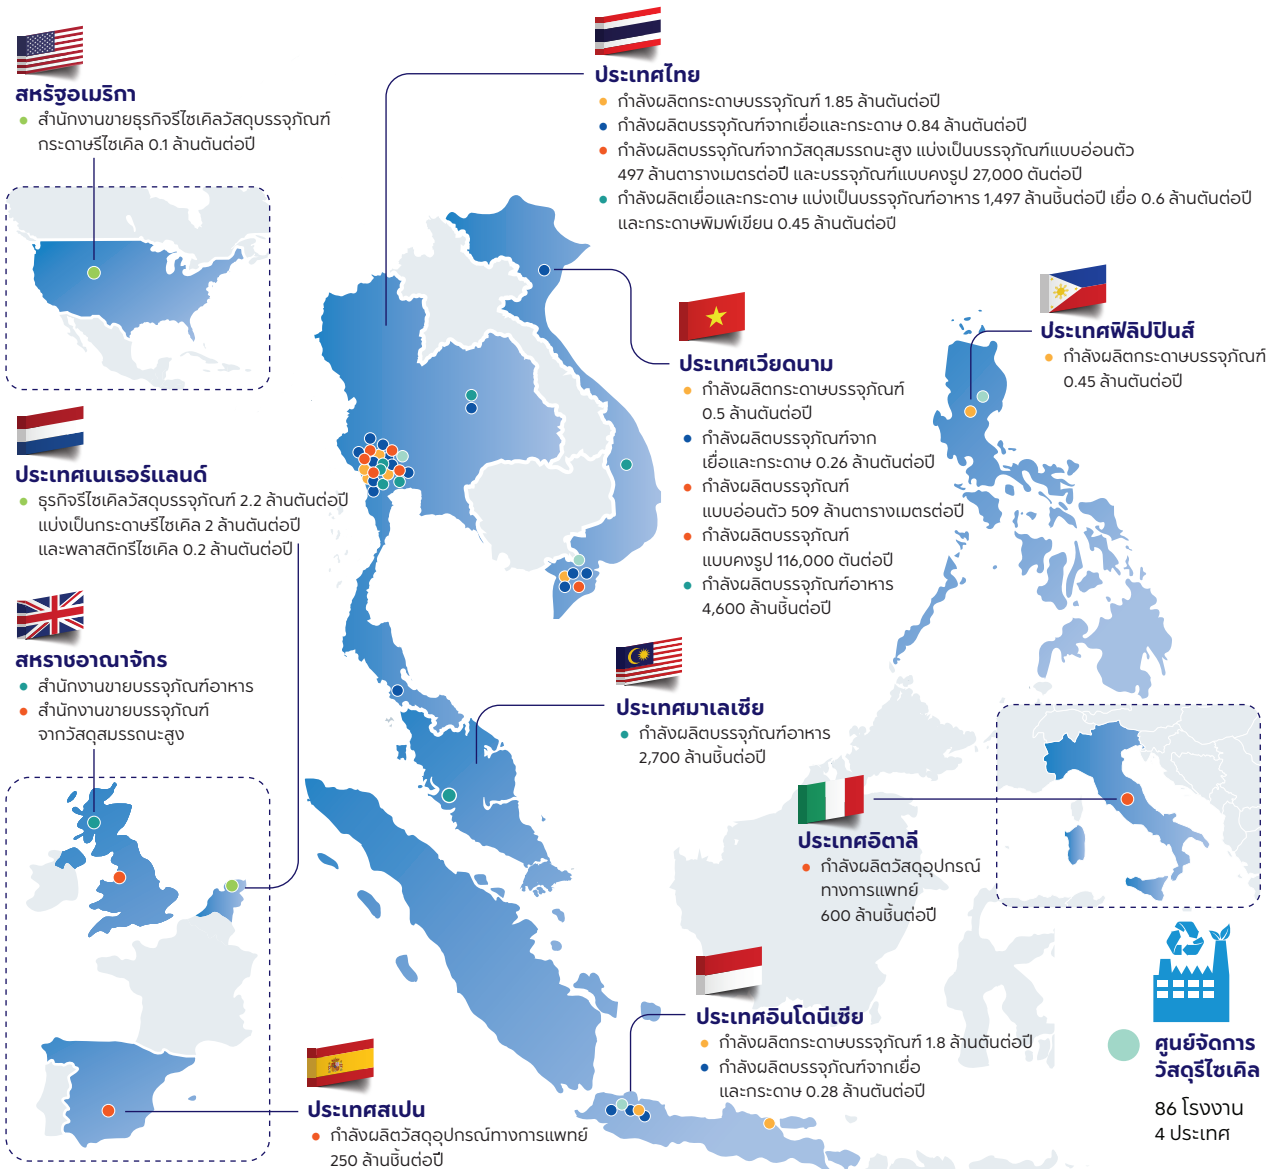 สหรัฐอเมริกา
สำนักงานขายธุรกิจรีไซเคิลวัสดุบรรจุภัณฑ์
กระดาษรีไซเคิล 0.1 ล้านตันต่อปี
ประเทศไทย
กำลังผลิตกระดาษบรรจุภัณฑ์ 1.85 ล้านตันต่อปี
กำลังผลิตบรรจุภัณฑ์จากเยื่อและกระดาษ 0.84 ล้านตันต่อปี
กำลังผลิตบรรจุภัณฑ์จากวัสดุสมรรถนะสูง แบ่งเป็นบรรจุภัณฑ์แบบอ่อนตัว
497 ล้านตารางเมตรต่อปี และบรรจุภัณฑ์แบบคงรูป 27,000 ตันต่อปี
กำลังผลิตเยื่อและกระดาษ แบ่งเป็นบรรจุภัณฑ์อาหาร 1,497 ล้านชิ้นต่อปี เยื่อ 0.6 ล้านตันต่อปี
และกระดาษพิมพ์เขียน 0.45 ล้านตันต่อปี
ประเทศเวียดนาม
กำลังผลิตกระดาษบรรจุภัณฑ์
0.5 ล้านตันต่อปี
กำลังผลิตบรรจุภัณฑ์จาก
เยื่อและกระดาษ 0.26 ล้านตันต่อปี
กำลังผลิตบรรจุภัณฑ์
แบบอ่อนตัว 509 ล้านตารางเมตรต่อปี
กำลังผลิตบรรจุภัณฑ์
แบบคงรูป 116,000 ตันต่อปี
กำลังผลิตบรรจุภัณฑ์อาหาร
4,600 ล้านชิ้นต่อปี
ประเทศฟิลิปปินส์
กำลังผลิตกระดาษบรรจุภัณฑ์
0.45 ล้านตันต่อปี
ประเทศเนเธอร์แลนด์
ธุรกิจรีไซเคิลวัสดุบรรจุภัณฑ์ 2.2 ล้านตันต่อปี
แบ่งเป็นกระดาษรีไซเคิล 2 ล้านตันต่อปี
และพลาสติกรีไซเคิล 0.2 ล้านตันต่อปี
สหราชอาณาจักร
สำนักงานขายบรรจุภัณฑ์อาหาร
สำนักงานขายบรรจุภัณฑ์
จากวัสดุสมรรถนะสูง
ประเทศมาเลเซีย
กำลังผลิตบรรจุภัณฑ์อาหาร
2,700 ล้านชิ้นต่อปี
ประเทศอิตาลี
กำลังผลิตวัสดุอุปกรณ์
ทางการแพทย์
600 ล้านชิ้นต่อปี
ประเทศอินโดนีเซีย
กำลังผลิตกระดาษบรรจุภัณฑ์ 1.8 ล้านตันต่อปี
กำลังผลิตบรรจุภัณฑ์จากเยื่อ
และกระดาษ 0.28 ล้านตันต่อปี
ประเทศสเปน
กำลังผลิตวัสดุอุปกรณ์ทางการแพทย์
250 ล้านชิ้นต่อปี
ศูนย์จัดการ
วัสดุรีไซเคิล
86 โรงงาน
4 ประเทศ